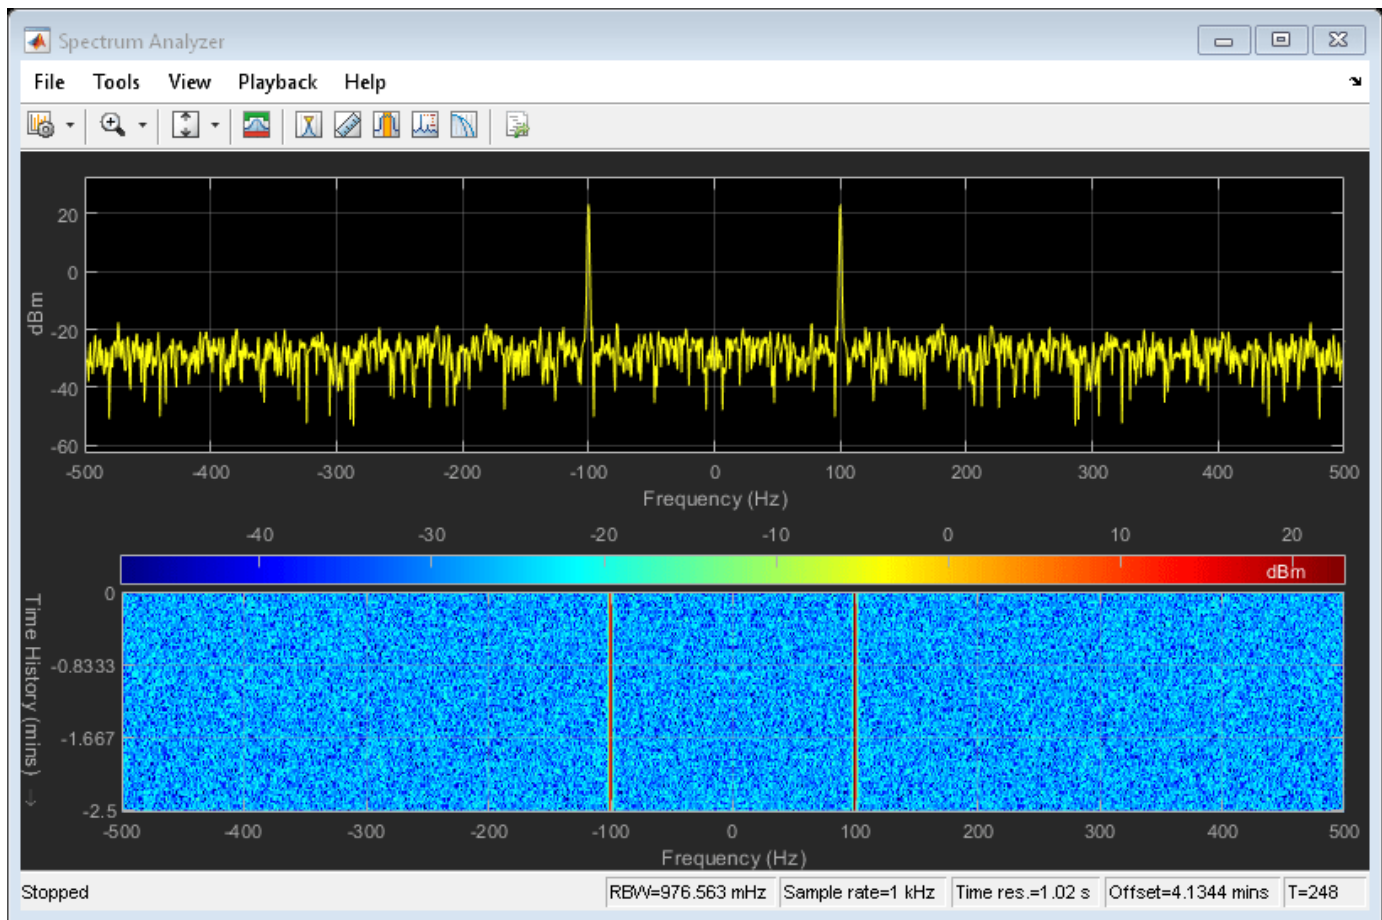 Spectrum Analyzer
File Tools View Playback Help
20
0
-20
-40
-60
dBm
-500 -400 -300 -200 -100 0 100 200 300 400 500
Frequency (Hz)
-40 -30 -20 -10 0 10 20
dBm
0
-0.8333
-1.667
-2.5
Time History (mins) →
-500 -400 -300 -200 -100 0 100 200 300 400 500
Frequency (Hz)
Stopped RBW=976.563 mHz Sample rate=1 kHz Time res.=1.02 s Offset=4.1344 mins T=248